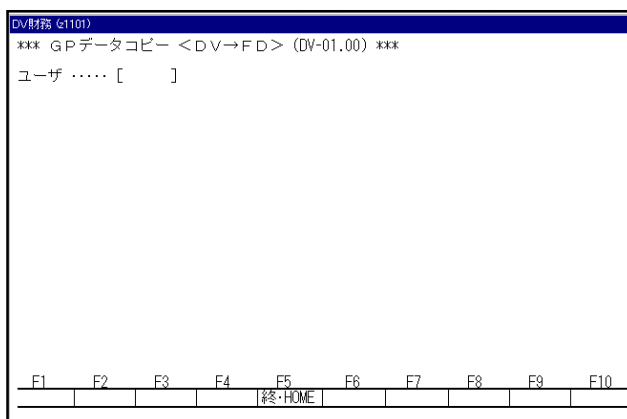 DV財務 (z1101)
*** ＧＰデータコピー ＜ＤＶ→ＦＤ＞ (DV-01.00) ***
ユーザ ····· [     ]
F1 F2 F3 F4 F5 F6 F7 F8 F9 F10
終·HOME